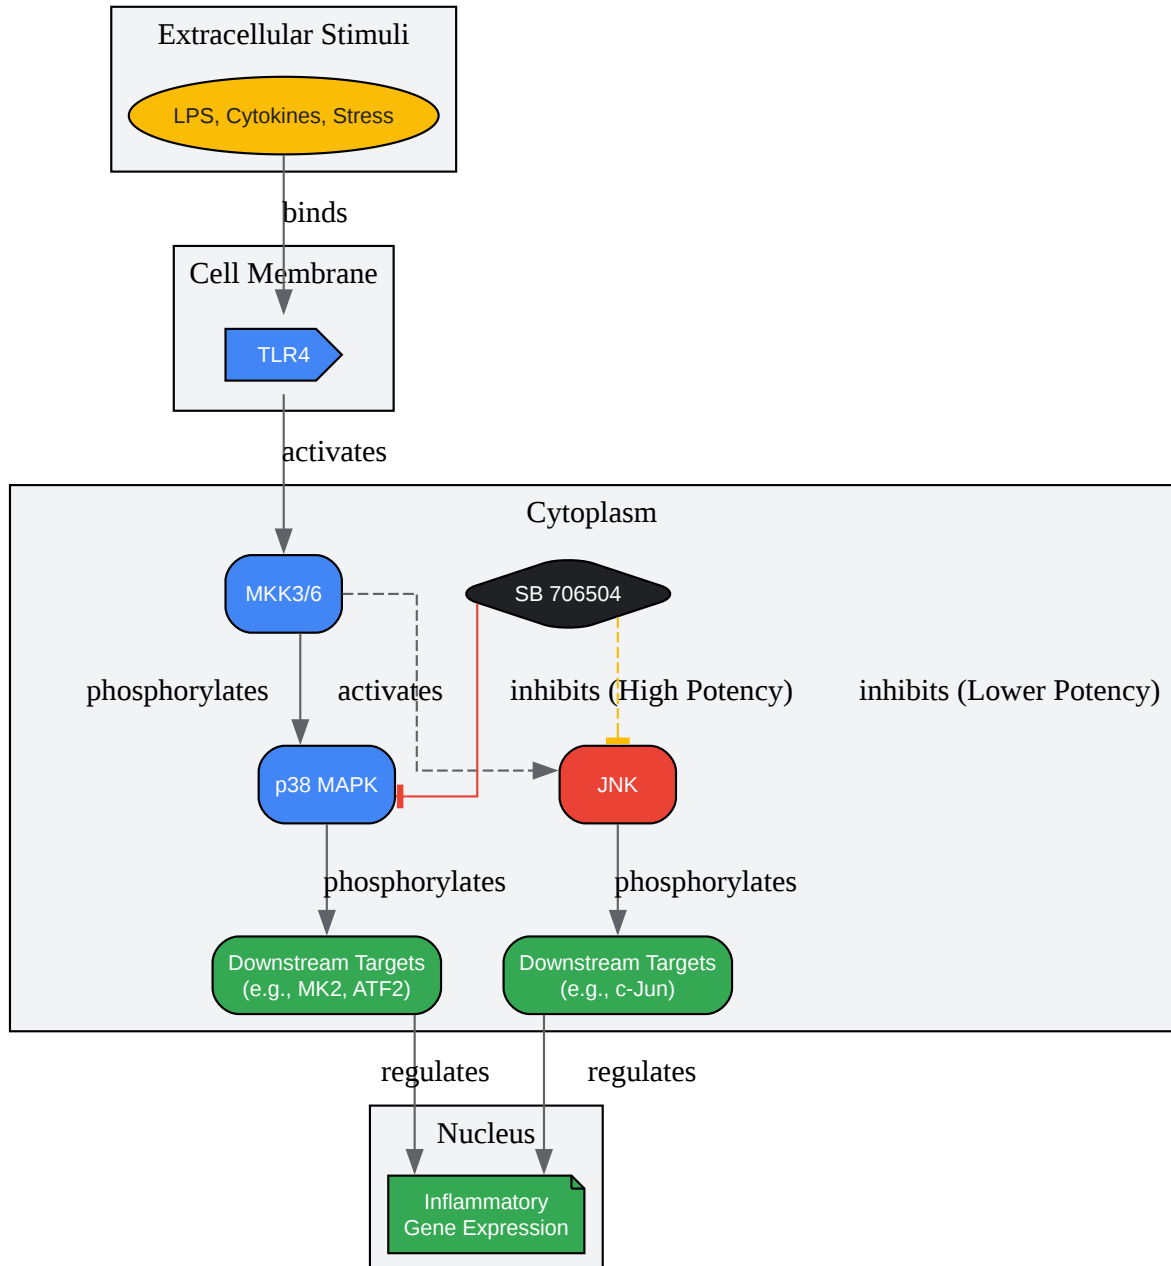 Extracellular Stimuli
LPS, Cytokines, Stress
binds
Cell Membrane
TLR4
activates
Cytoplasm
MKK3/6
SB 706504
phosphorylates
activates
inhibits (High Potency)
inhibits (Lower Potency)
p38 MAPK
JNK
phosphorylates
phosphorylates
Downstream Targets
(e.g., MK2, ATF2)
Downstream Targets
(e.g., c-Jun)
regulates
regulates
Nucleus
Inflammatory
Gene Expression